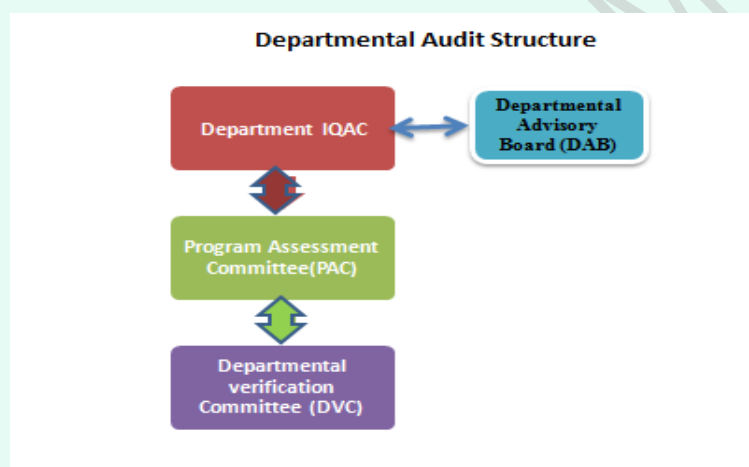 Departmental Audit Structure
Department IQAC
Departmental
Advisory
Board (DAB)
Program Assessment
Committee(PAC)
Departmental
verification
Committee (DVC)